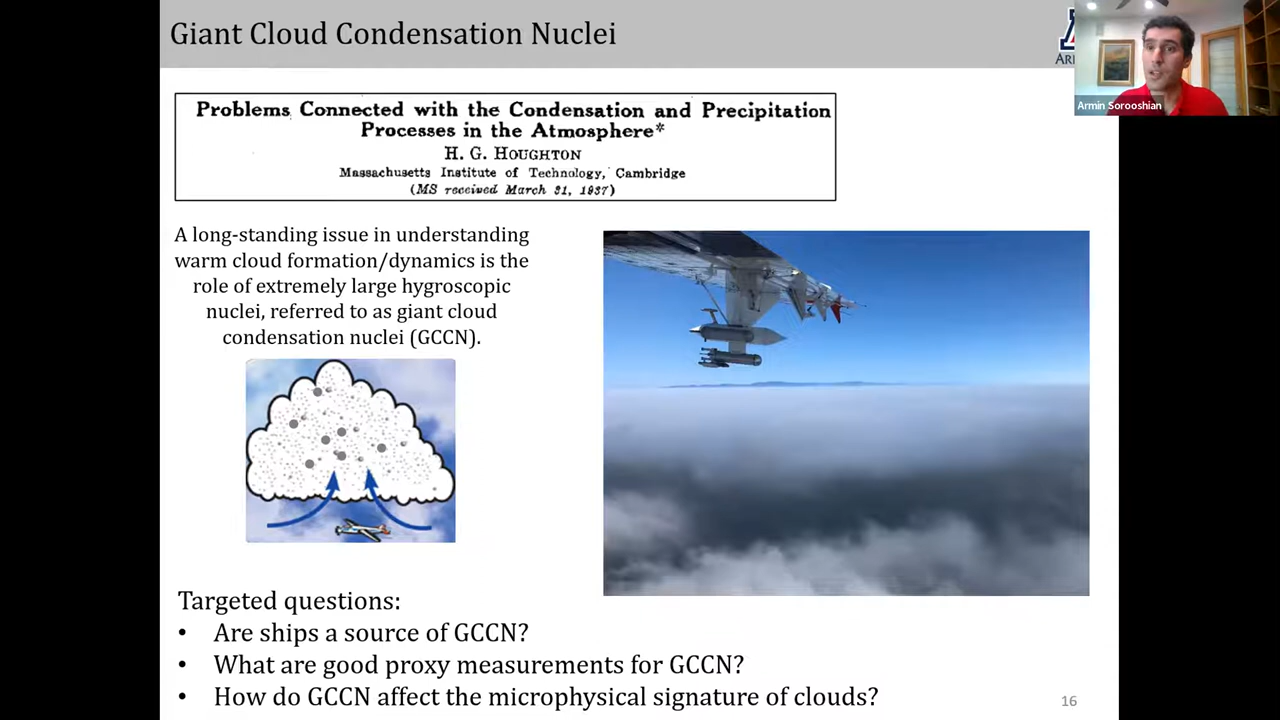 Giant Cloud Condensation Nuclei
Armin Sorooshian
Problems Connected with the Condensation and Precipitation
Processes in the Atmosphere*
H. G. HOUGHTON
Massachusetts Institute of Technology, Cambridge
(MS received March 31, 1937)
A long-standing issue in understanding
warm cloud formation/dynamics is the
role of extremely large hygroscopic
nuclei, referred to as giant cloud
condensation nuclei (GCCN).
Targeted questions:
• Are ships a source of GCCN?
• What are good proxy measurements for GCCN?
• How do GCCN affect the microphysical signature of clouds?
16